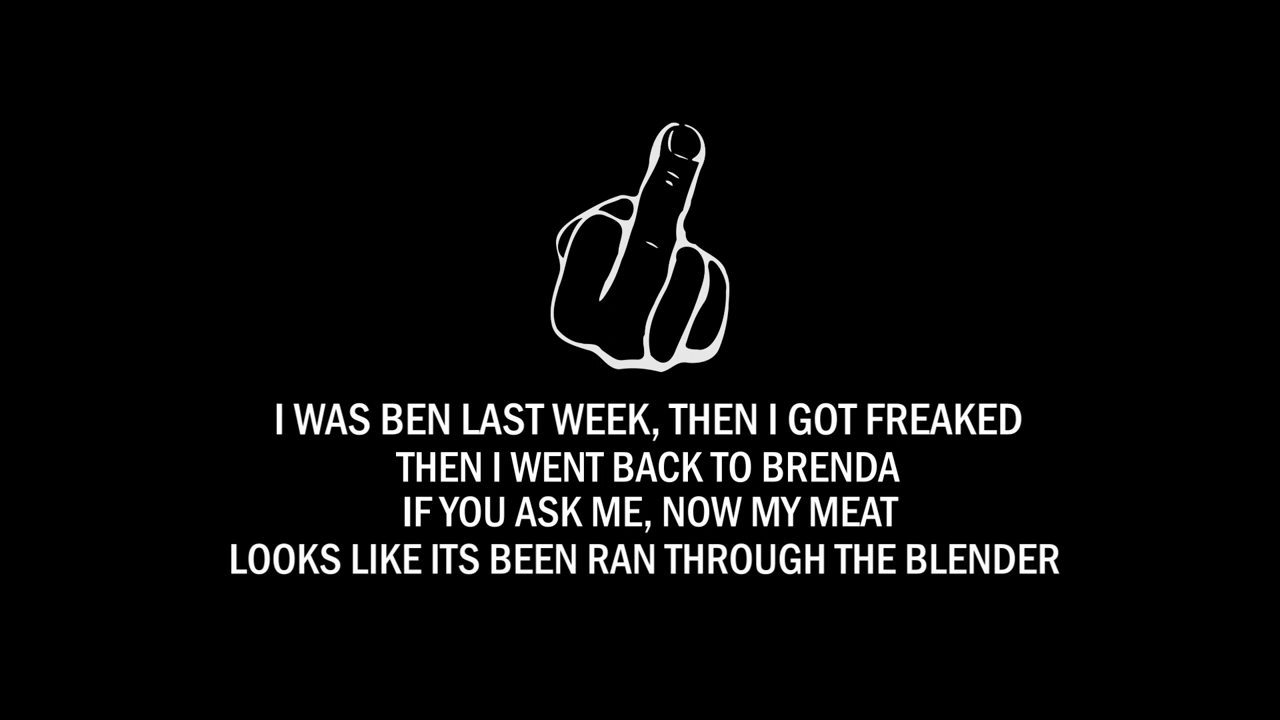 I WAS BEN LAST WEEK, THEN I GOT FREAKED
THEN I WENT BACK TO BRENDA
IF YOU ASK ME, NOW MY MEAT
LOOKS LIKE ITS BEEN RAN THROUGH THE BLENDER